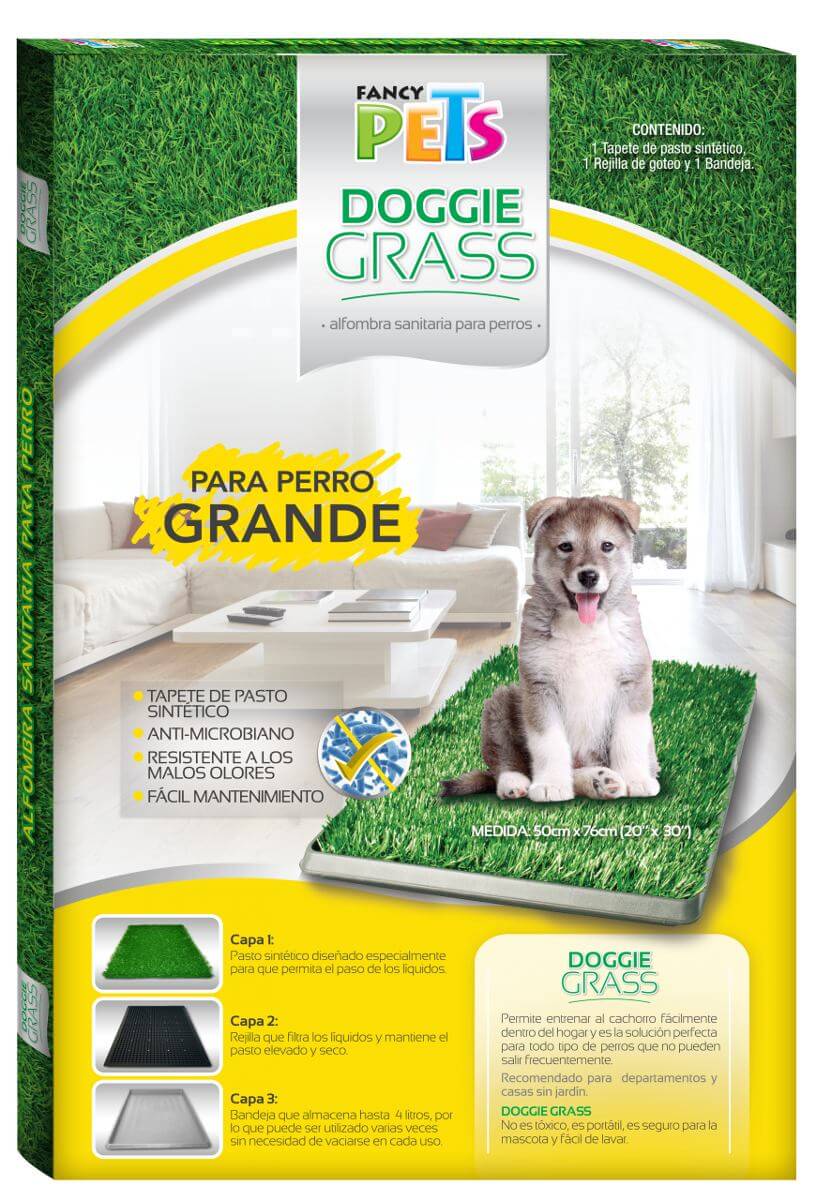 FANCY
PETS
DOGGIE
GRASS
• alfombra sanitaria para perros •
CONTENIDO:
1 Tapete de pasto sintético,
1 Rejilla de goteo y 1 Bandeja.
DOGGIE
GRASS
ALFOMBRA SANITARIA PARA PERRO
DOGGIE
GRASS
PARA PERRO
GRANDE
TAPETE DE PASTO
SINTÉTICO
ANTI-MICROBIANO
RESISTENTE A LOS
MALOS OLORES
FÁCIL MANTENIMIENTO
MEDIDA: 50cm x 76cm (20" x 30")
Capa 1:
Pasto sintético diseñado especialmente
para que permita el paso de los líquidos.
Capa 2:
Rejilla que filtra los líquidos y mantiene el
pasto elevado y seco.
Capa 3:
Bandeja que almacena hasta 4 litros, por
lo que puede ser utilizado varias veces
sin necesidad de vaciarse en cada uso.
DOGGIE
GRASS
Permite entrenar al cachorro fácilmente
dentro del hogar y es la solución perfecta
para todo tipo de perros que no pueden
salir frecuentemente.
Recomendado para departamentos y
casas sin jardín.
DOGGIE GRASS
No es tóxico, es portátil, es seguro para la
mascota y fácil de lavar.